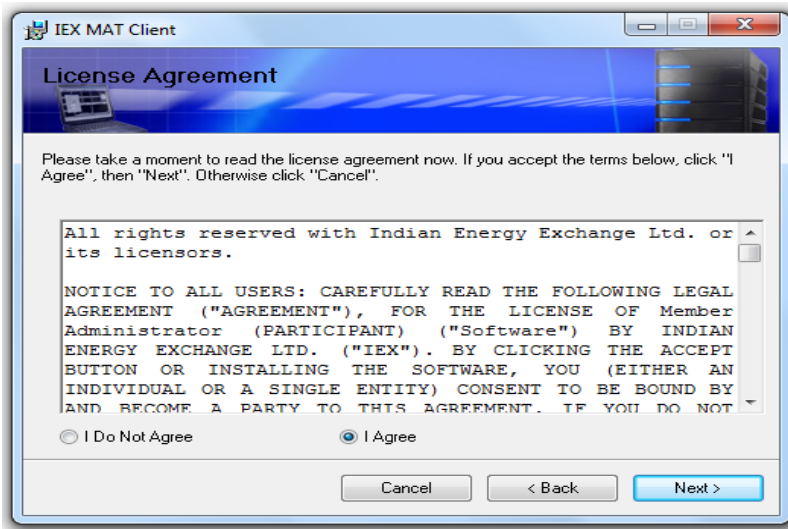 IEX MAT Client
License Agreement
Please take a moment to read the license agreement now. If you accept the terms below, click "I
Agree", then "Next". Otherwise click "Cancel".
All rights reserved with Indian Energy Exchange Ltd. or
its licensors.
NOTICE TO ALL USERS: CAREFULLY READ THE FOLLOWING LEGAL
AGREEMENT ("AGREEMENT"), FOR THE LICENSE OF Member
Administrator (PARTICIPANT) ("Software") BY INDIAN
ENERGY EXCHANGE LTD. ("IEX"). BY CLICKING THE ACCEPT
BUTTON OR INSTALLING THE SOFTWARE, YOU (EITHER AN
INDIVIDUAL OR A SINGLE ENTITY) CONSENT TO BE BOUND BY
AND BECOME A PARTY TO THIS AGREEMENT. IF YOU DO NOT
I Do Not Agree
I Agree
Cancel
< Back
Next >